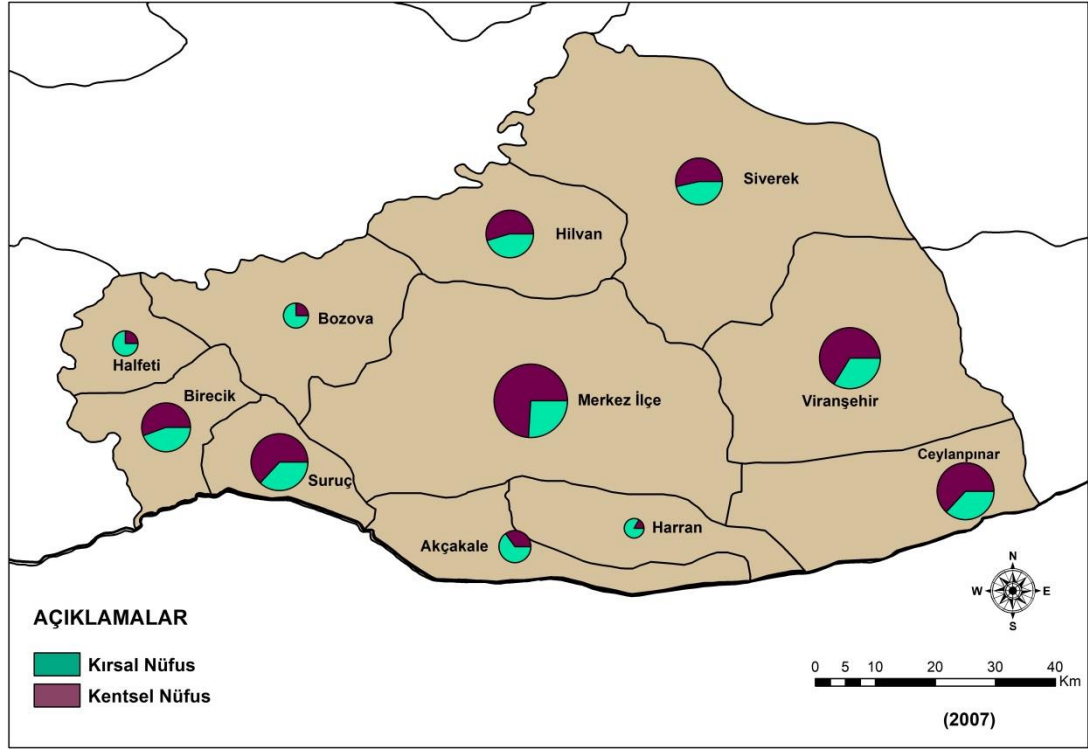 Siverek
Hilvan
Bozova
Halfeti
Birecik
Merkez İlçe
Viranşehir
Ceylanpınar
Suruç
Harran
Akçakale
N
W E
S
AÇIKLAMALAR
Kırsal Nüfus
Kentsel Nüfus
0 5 10 20 30 40
Km
(2007)